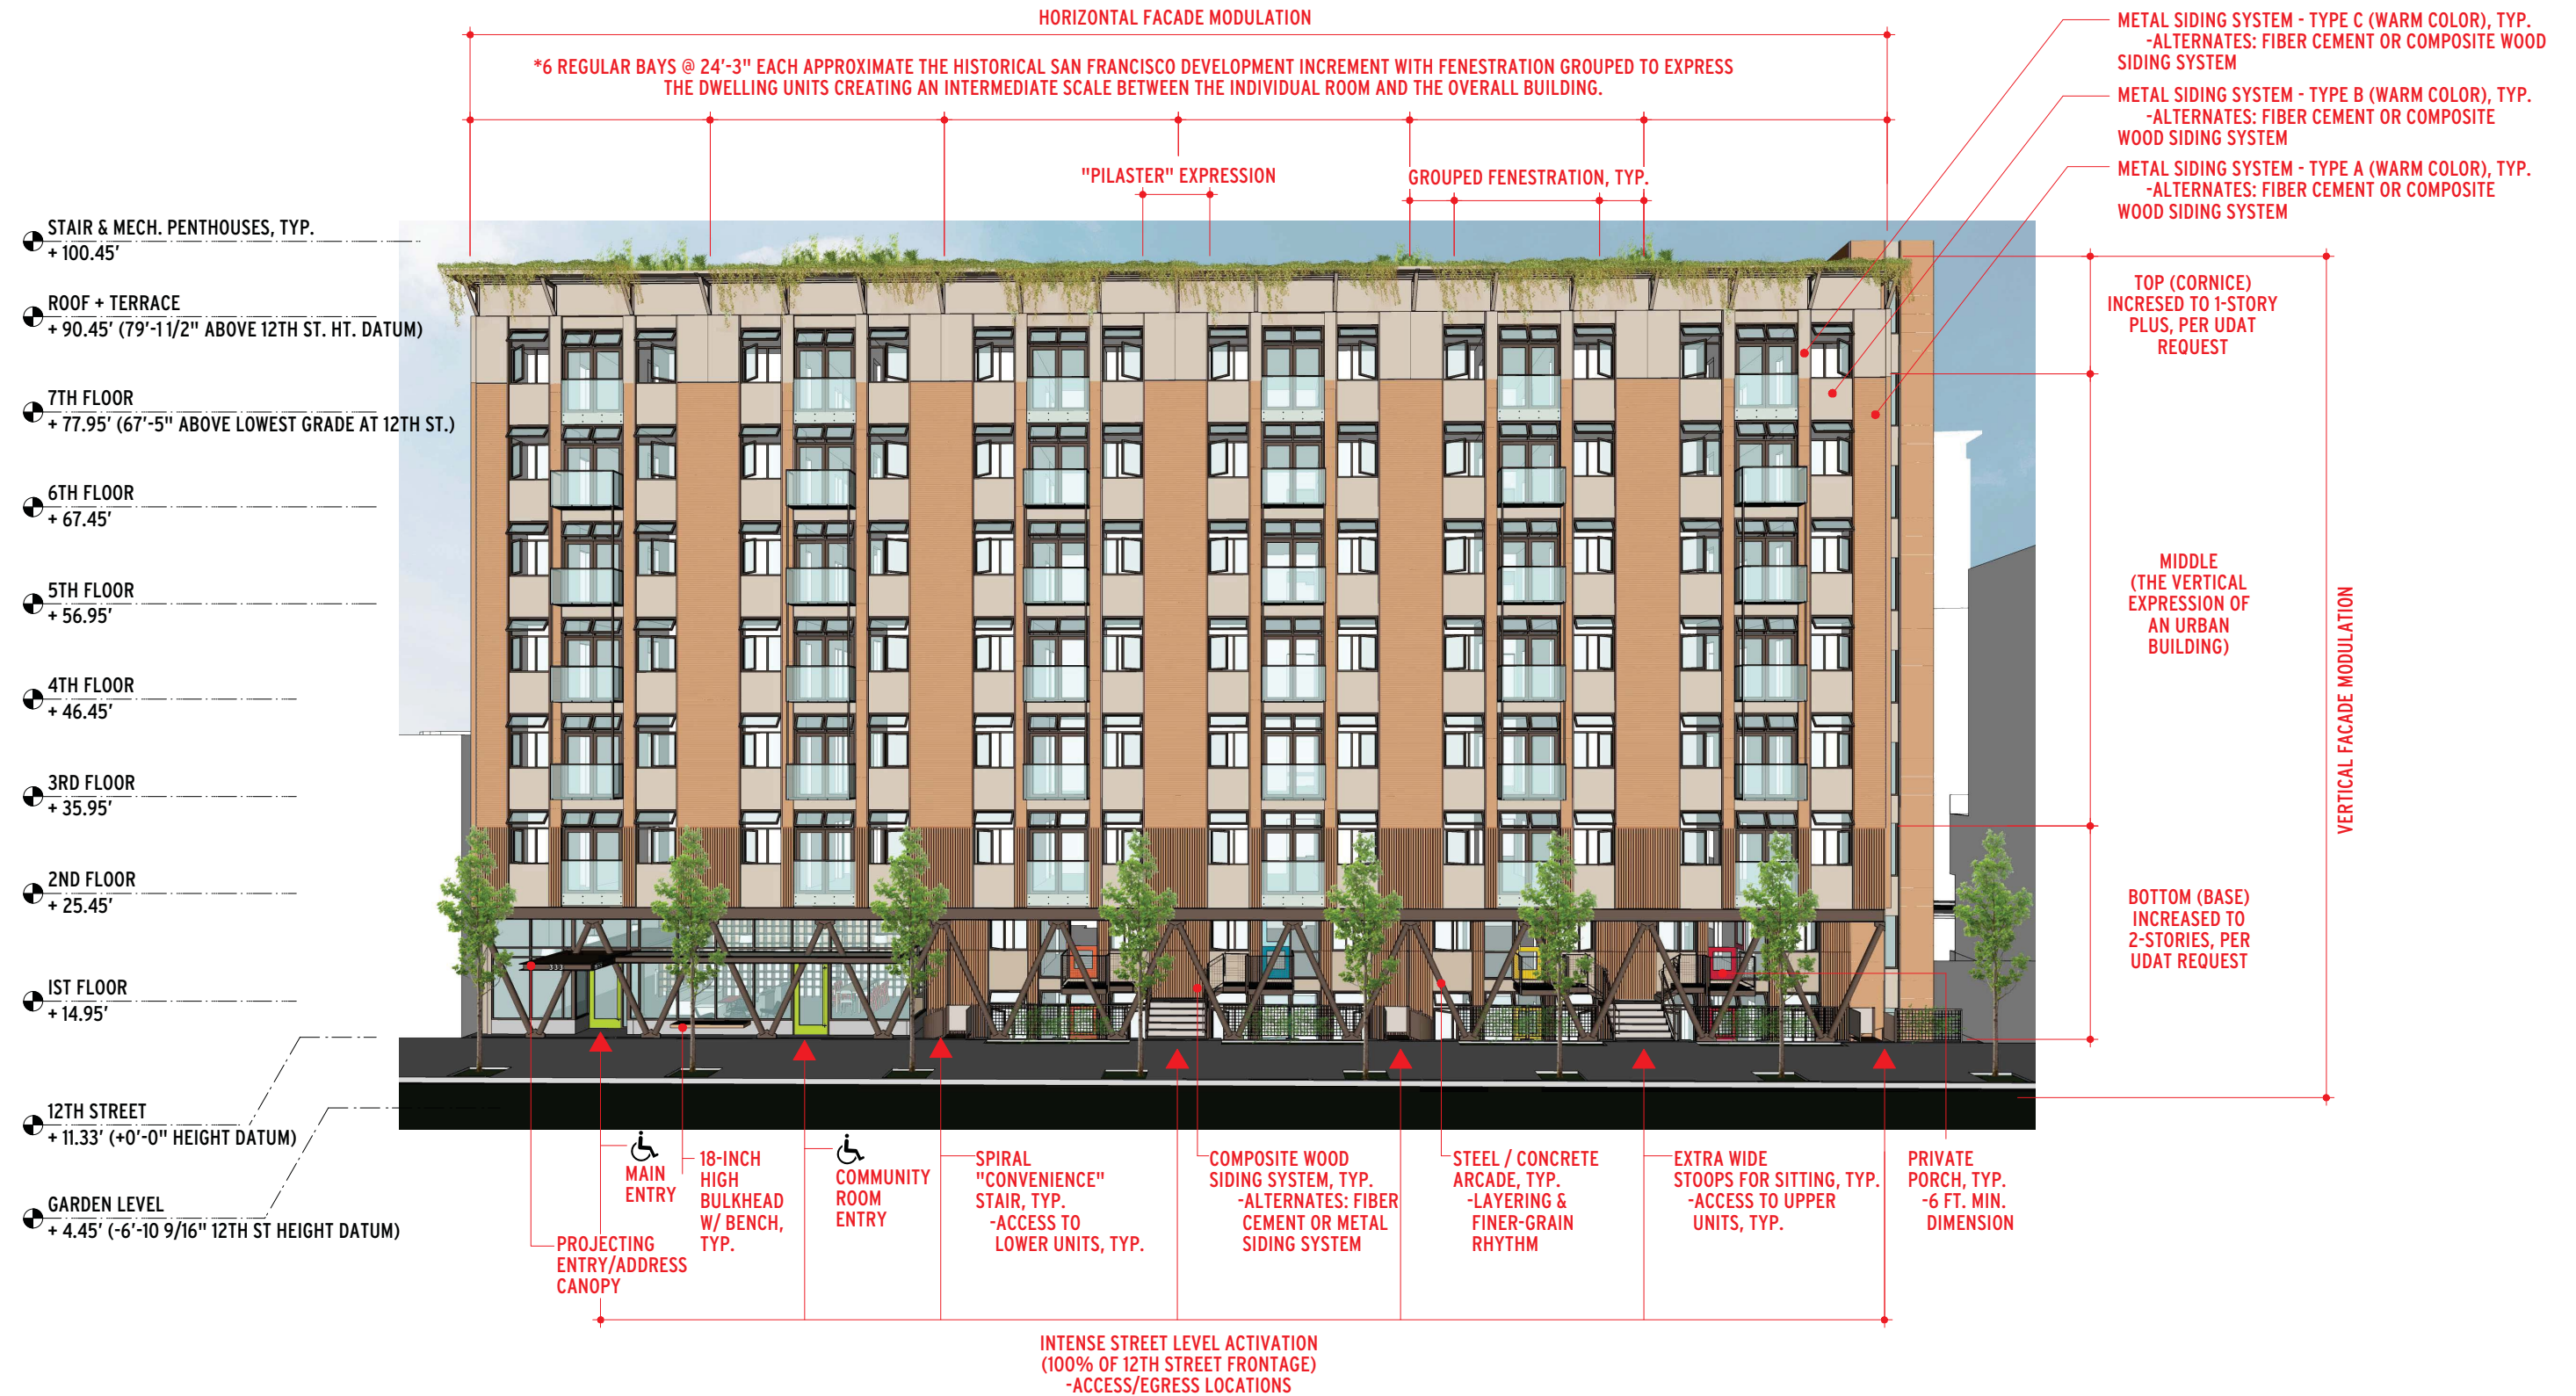 HORIZONTAL FACADE MODULATION
*6 REGULAR BAYS @ 24'-3" EACH APPROXIMATE THE HISTORICAL SAN FRANCISCO DEVELOPMENT INCREMENT WITH FENESTRATION GROUPED TO EXPRESS
THE DWELLING UNITS CREATING AN INTERMEDIATE SCALE BETWEEN THE INDIVIDUAL ROOM AND THE OVERALL BUILDING.
"PILASTER" EXPRESSION
GROUPED FENESTRATION, TYP.
METAL SIDING SYSTEM - TYPE C (WARM COLOR), TYP.
-ALTERNATES: FIBER CEMENT OR COMPOSITE WOOD
SIDING SYSTEM
METAL SIDING SYSTEM - TYPE B (WARM COLOR), TYP.
-ALTERNATES: FIBER CEMENT OR COMPOSITE
WOOD SIDING SYSTEM
METAL SIDING SYSTEM - TYPE A (WARM COLOR), TYP.
-ALTERNATES: FIBER CEMENT OR COMPOSITE
WOOD SIDING SYSTEM
STAIR & MECH. PENTHOUSES, TYP.
+ 100.45'
ROOF + TERRACE
+ 90.45' (79'-1 1/2" ABOVE 12TH ST. HT. DATUM)
7TH FLOOR
+ 77.95' (67'-5" ABOVE LOWEST GRADE AT 12TH ST.)
6TH FLOOR
+ 67.45'
5TH FLOOR
+ 56.95'
4TH FLOOR
+ 46.45'
3RD FLOOR
+ 35.95'
2ND FLOOR
+ 25.45'
1ST FLOOR
+ 14.95'
12TH STREET
+ 11.33' (+0'-0" HEIGHT DATUM)
GARDEN LEVEL
+ 4.45' (-6'-10 9/16" 12TH ST HEIGHT DATUM)
TOP (CORNICE)
INCRESED TO 1-STORY
PLUS, PER UDAT
REQUEST
MIDDLE
(THE VERTICAL
EXPRESSION OF
AN URBAN
BUILDING)
BOTTOM (BASE)
INCREASED TO
2-STORIES, PER
UDAT REQUEST
VERTICAL FACADE MODULATION
333
PROJECTING
ENTRY/ADDRESS
CANOPY
MAIN
ENTRY
18-INCH
HIGH
BULKHEAD
W/ BENCH,
TYP.
COMMUNITY
ROOM
ENTRY
SPIRAL
"CONVENIENCE"
STAIR, TYP.
-ACCESS TO
LOWER UNITS, TYP.
COMPOSITE WOOD
SIDING SYSTEM, TYP.
-ALTERNATES: FIBER
CEMENT OR METAL
SIDING SYSTEM
STEEL / CONCRETE
ARCADE, TYP.
-LAYERING &
FINER-GRAIN
RHYTHM
EXTRA WIDE
STOOPS FOR SITTING, TYP.
-ACCESS TO UPPER
UNITS, TYP.
PRIVATE
PORCH, TYP.
-6 FT. MIN.
DIMENSION
INTENSE STREET LEVEL ACTIVATION
(100% OF 12TH STREET FRONTAGE)
-ACCESS/EGRESS LOCATIONS